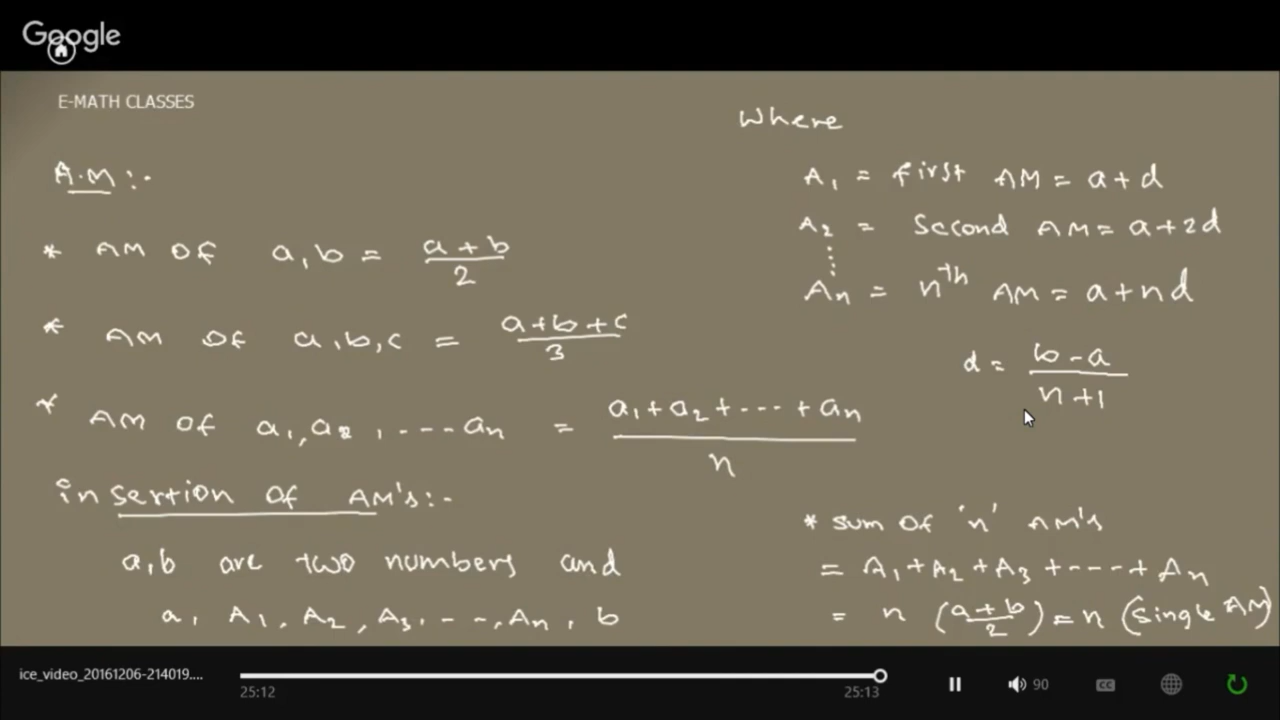 Google
E-MATH CLASSES
A.M :-
* AM of a,b = (a+b)/2
* AM of a,b,c = (a+b+c)/3
* AM of a₁,a₂,----aₙ = (a₁+a₂+---+aₙ)/n
insertion of AM's:-
a,b are two numbers and
a, A₁, A₂, A₃, - --, Aₙ, b
Where
A₁ = first AM = a+d
A₂ = Second AM = a+2d
⋮
Aₙ = nᵗʰ AM = a+nd
d = (b-a)/(n+1)
* sum of 'n' AM's
= A₁+A₂+A₃+----+Aₙ
= n ((a+b)/2) = n (Single AM)
ice_video_20161206-214019....
25:12
25:13
90
CC